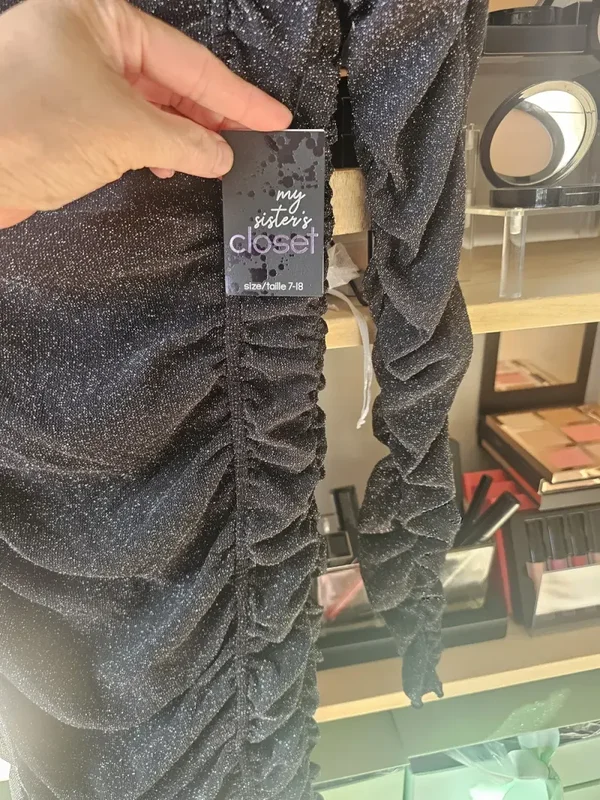 my
sister's
closet
size/taille 7-18